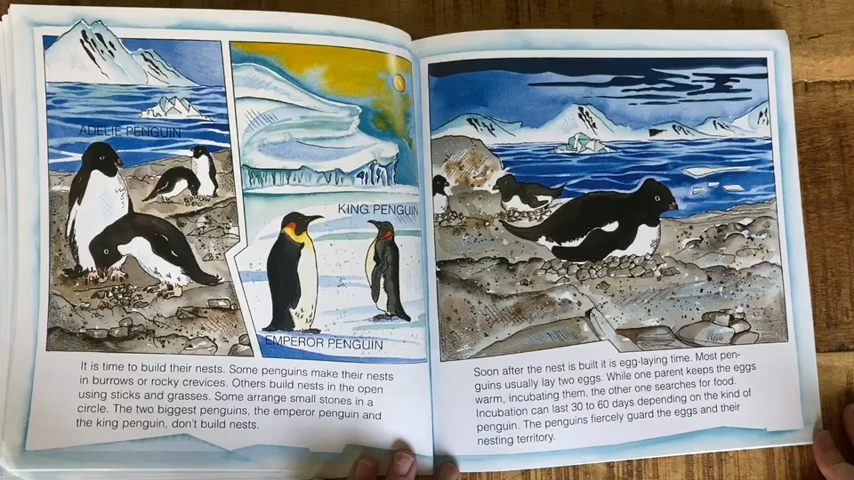 ADELIE PENGUIN
KING PENGUIN
EMPEROR PENGUIN
It is time to build their nests. Some penguins make their nests
in burrows or rocky crevices. Others build nests in the open
using sticks and grasses. Some arrange small stones in a
circle. The two biggest penguins, the emperor penguin and
the king penguin, don't build nests.
Soon after the nest is built it is egg-laying time. Most pen-
guins usually lay two eggs. While one parent keeps the eggs
warm, incubating them, the other one searches for food.
Incubation can last 30 to 60 days depending on the kind of
penguin. The penguins fiercely guard the eggs and their
nesting territory.